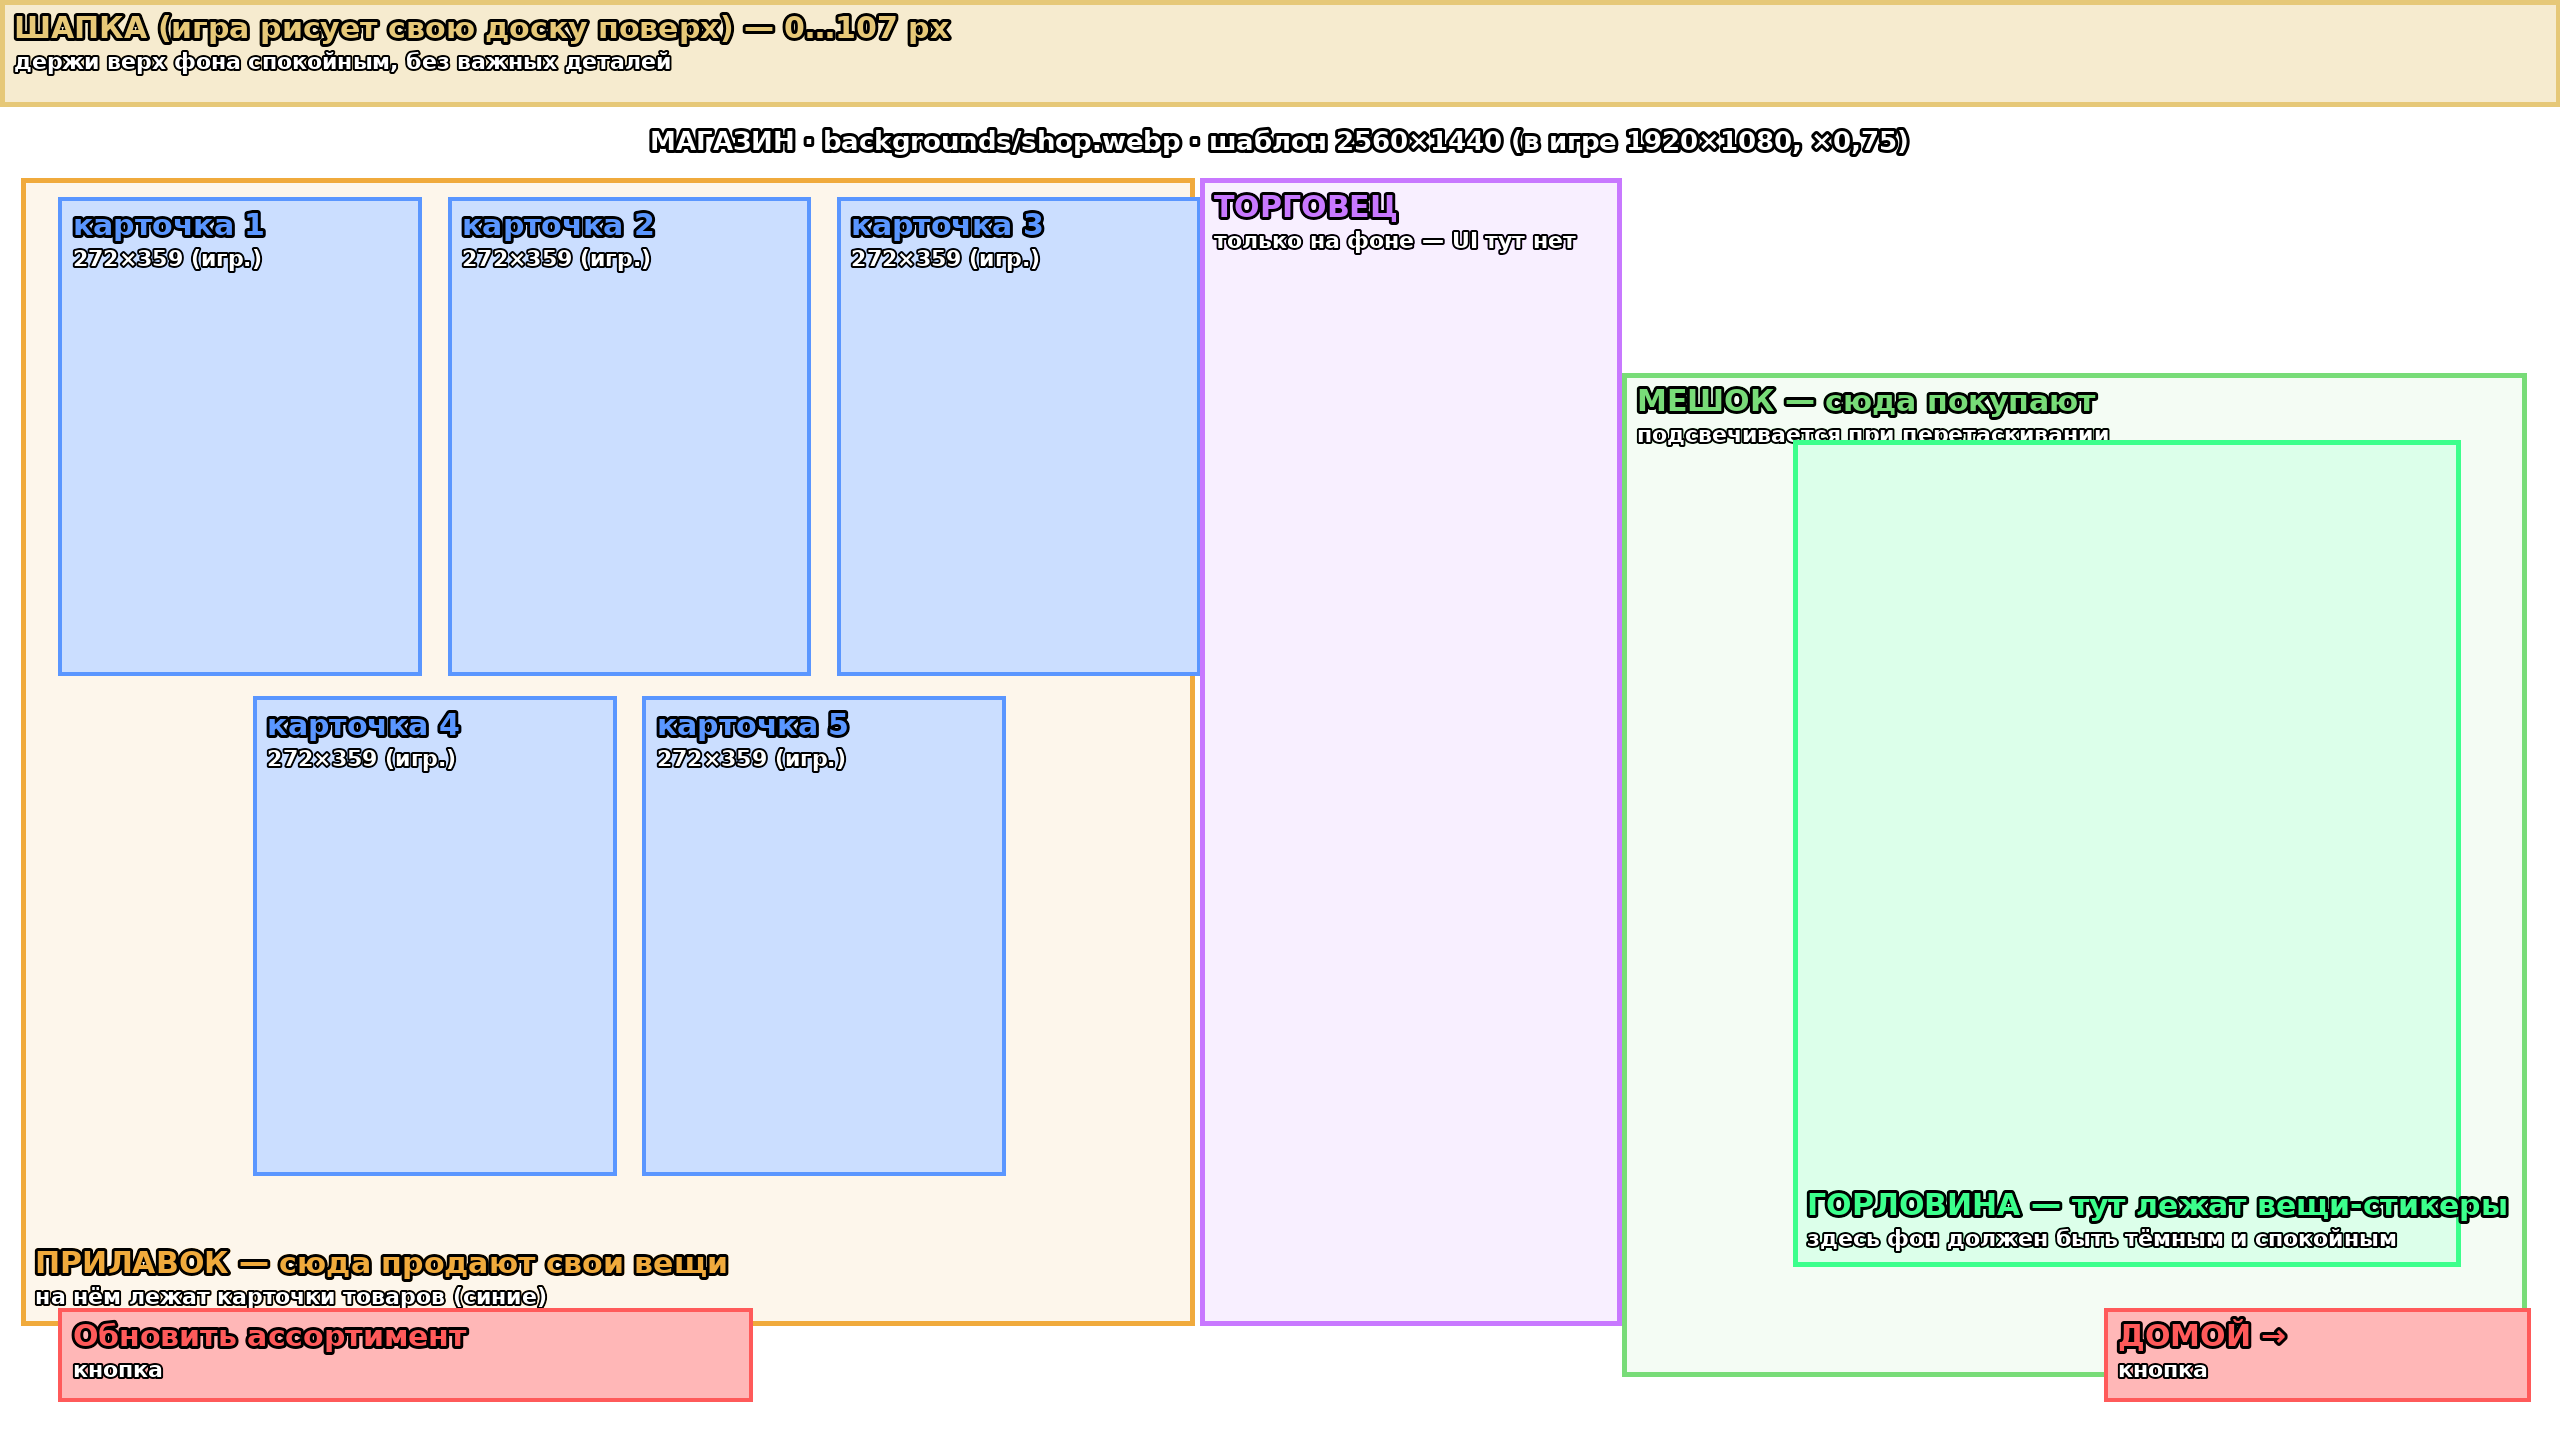 ШАПКА (игра рисует свою доску поверх) — 0…107 px
держи верх фона спокойным, без важных деталей
МАГАЗИН · backgrounds/shop.webp · шаблон 2560×1440 (в игре 1920×1080, ×0,75)
карточка 1
272×359 (игр.)
карточка 2
272×359 (игр.)
карточка 3
272×359 (игр.)
ТОРГОВЕЦ
только на фоне — UI тут нет
МЕШОК — сюда покупают
подсвечивается при перетаскивании
карточка 4
272×359 (игр.)
карточка 5
272×359 (игр.)
ГОРЛОВИНА — тут лежат вещи-стикеры
здесь фон должен быть тёмным и спокойным
ПРИЛАВОК — сюда продают свои вещи
на нём лежат карточки товаров (синие)
Обновить ассортимент
кнопка
ДОМОЙ →
кнопка